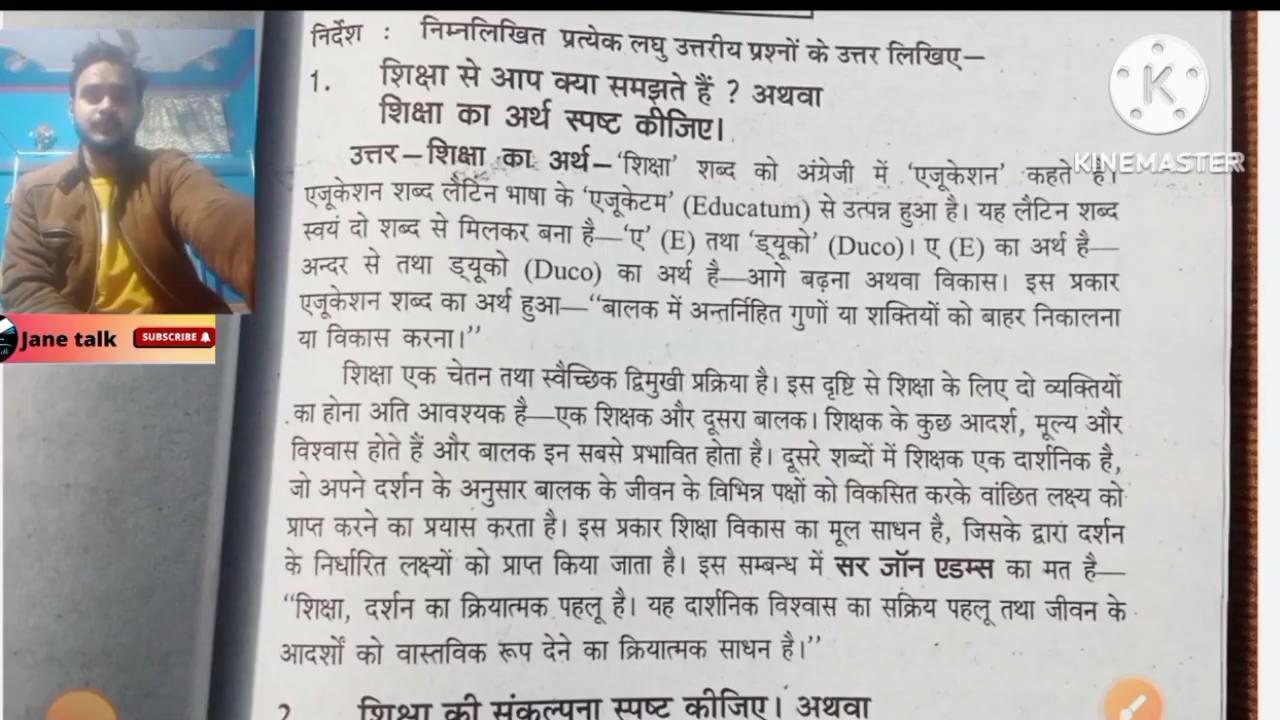 निर्देश : निम्नलिखित प्रत्येक लघु उत्तरीय प्रश्नों के उत्तर लिखिए—
1. शिक्षा से आप क्या समझते हैं ? अथवा
शिक्षा का अर्थ स्पष्ट कीजिए।
उत्तर – शिक्षा का अर्थ – 'शिक्षा' शब्द को अंग्रेजी में 'एजूकेशन' कहते हैं।
एजूकेशन शब्द लैटिन भाषा के 'एजूकेटम' (Educatum) से उत्पन्न हुआ है। यह लैटिन शब्द
स्वयं दो शब्द से मिलकर बना है—'ए' (E) तथा 'ड्यूको' (Duco)। ए (E) का अर्थ है—
अन्दर से तथा ड्यूको (Duco) का अर्थ है—आगे बढ़ना अथवा विकास। इस प्रकार
एजूकेशन शब्द का अर्थ हुआ— "बालक में अन्तर्निहित गुणों या शक्तियों को बाहर निकालना
या विकास करना।"
शिक्षा एक चेतन तथा स्वैच्छिक द्विमुखी प्रक्रिया है। इस दृष्टि से शिक्षा के लिए दो व्यक्तियों
का होना अति आवश्यक है—एक शिक्षक और दूसरा बालक। शिक्षक के कुछ आदर्श, मूल्य और
विश्वास होते हैं और बालक इन सबसे प्रभावित होता है। दूसरे शब्दों में शिक्षक एक दार्शनिक है,
जो अपने दर्शन के अनुसार बालक के जीवन के विभिन्न पक्षों को विकसित करके वांछित लक्ष्य को
प्राप्त करने का प्रयास करता है। इस प्रकार शिक्षा विकास का मूल साधन है, जिसके द्वारा दर्शन
के निर्धारित लक्ष्यों को प्राप्त किया जाता है। इस सम्बन्ध में सर जॉन एडम्स का मत है—
"शिक्षा, दर्शन का क्रियात्मक पहलू है। यह दार्शनिक विश्वास का सक्रिय पहलू तथा जीवन के
आदर्शों को वास्तविक रूप देने का क्रियात्मक साधन है।"
2 शिक्षा की संकल्पना स्पष्ट कीजिए। अथवा
K
KINEMASTER
Jane talk
SUBSCRIBE